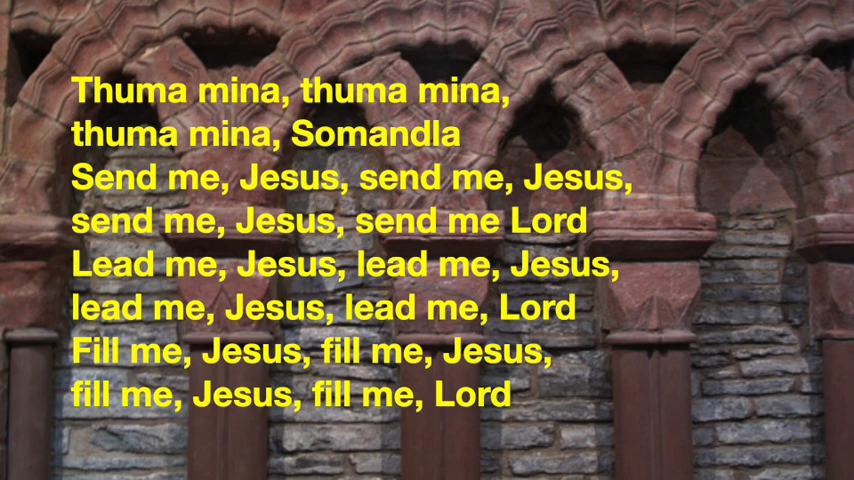 Thuma mina, thuma mina,
thuma mina, Somandla
Send me, Jesus, send me, Jesus,
send me, Jesus, send me Lord
Lead me, Jesus, lead me, Jesus,
lead me, Jesus, lead me, Lord
Fill me, Jesus, fill me, Jesus,
fill me, Jesus, fill me, Lord